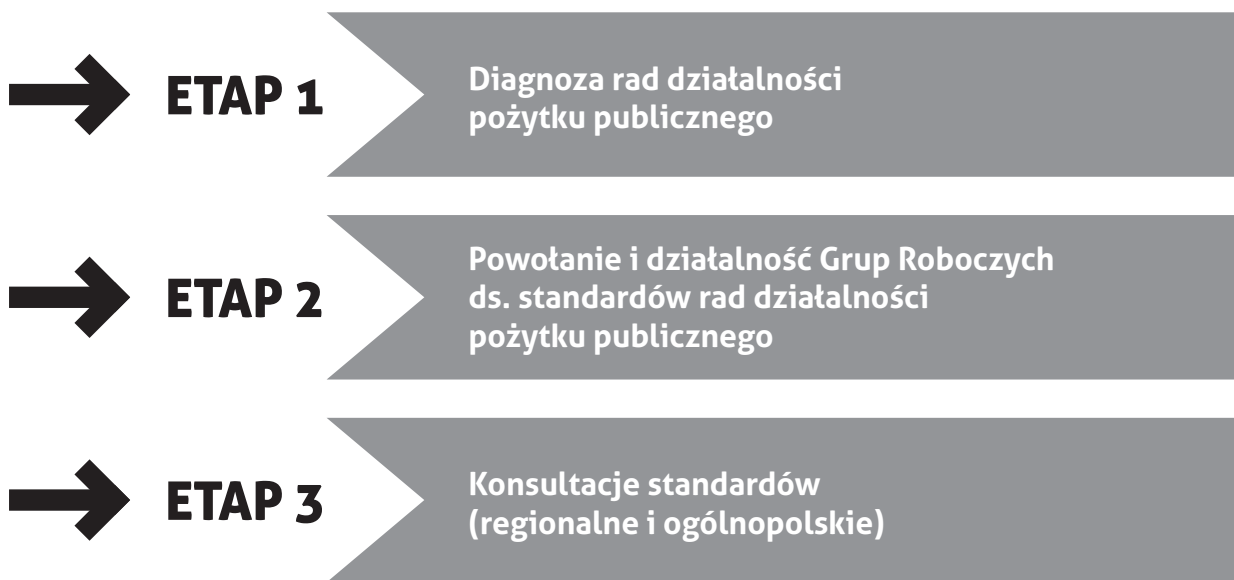 ETAP 1
Diagnoza rad działalności
pożytku publicznego
ETAP 2
Powołanie i działalność Grup Roboczych
ds. standardów rad działalności
pożytku publicznego
ETAP 3
Konsultacje standardów
(regionalne i ogólnopolskie)